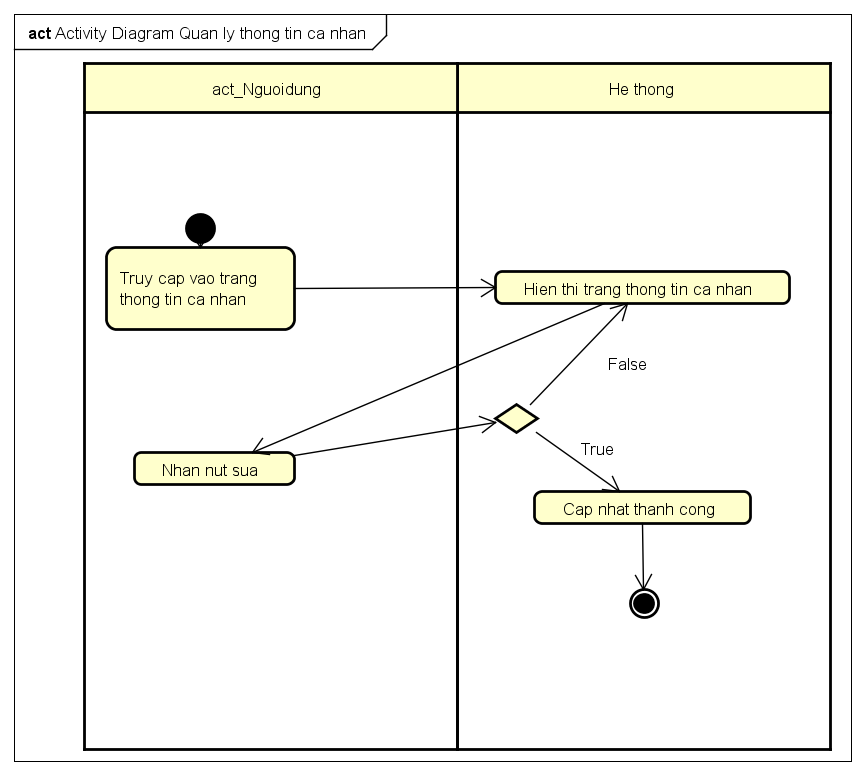 act Activity Diagram Quan ly thong tin ca nhan
act_Nguoidung
He thong
Truy cap vao trang
thong tin ca nhan
Hien thi trang thong tin ca nhan
False
True
Nhan nut sua
Cap nhat thanh cong